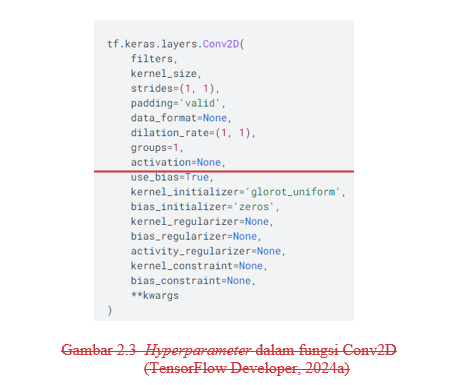 tf.keras.layers.Conv2D(
    filters,
    kernel_size,
    strides=(1, 1),
    padding='valid',
    data_format=None,
    dilation_rate=(1, 1),
    groups=1,
    activation=None,
    use_bias=True,
    kernel_initializer='glorot_uniform',
    bias_initializer='zeros',
    kernel_regularizer=None,
    bias_regularizer=None,
    activity_regularizer=None,
    kernel_constraint=None,
    bias_constraint=None,
    **kwargs
)
Gambar 2.3 Hyperparameter dalam fungsi Conv2D
(TensorFlow Developer, 2024a)